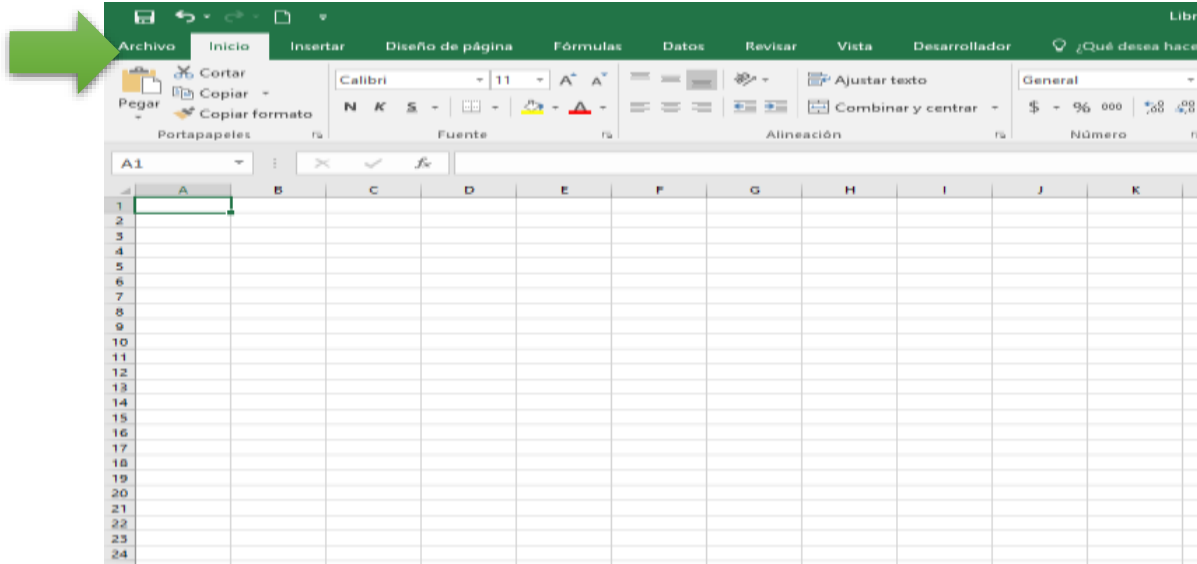 Libr
Archivo Inicio Insertar Diseño de página Fórmulas Datos Revisar Vista Desarrollador ¿Qué desea hace
Cortar
Copiar
Copiar formato
Pegar
Portapapeles
Calibri 11 A A
N K S A
Fuente
Ajustar texto
Combinar y centrar
Alineación
General
$ % 000
Número
A1 fx
A B C D E F G H I J K
1
2
3
4
5
6
7
8
9
10
11
12
13
14
15
16
17
18
19
20
21
22
23
24